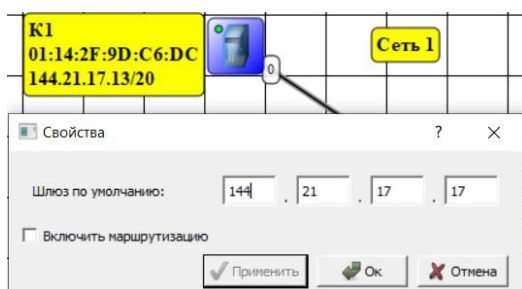 К1
01:14:2F:9D:C6:DC
144.21.17.13/20
0
Сеть 1
Свойства ? ×
Шлюз по умолчанию: 144 . 21 . 17 . 17
Включить маршрутизацию
Применить Ок Отмена